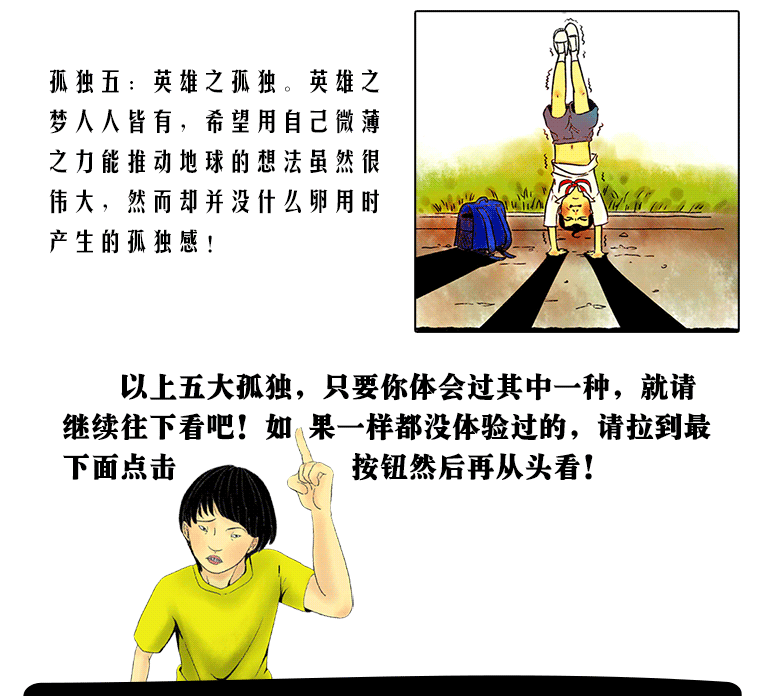 孤独五：英雄之孤独。英雄之
梦人人皆有，希望用自己微薄
之力能推动地球的想法虽然很
伟大，然而却并没什么卵用时
产生的孤独感！
以上五大孤独，只要你体会过其中一种，就请
继续往下看吧！如 果一样都没体验过的，请拉到最
下面点击 按钮然后再从头看！